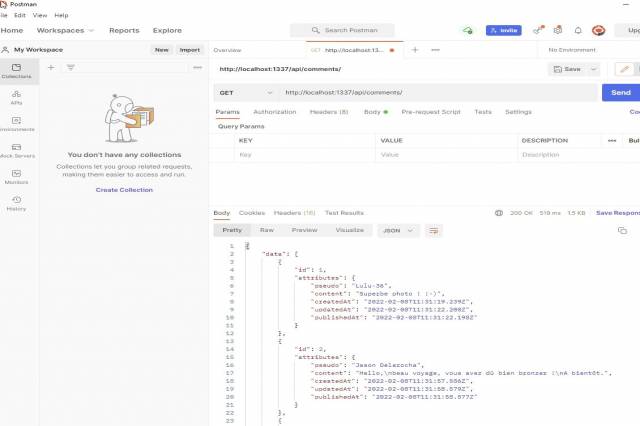 Postman
File Edit View Help
Home Workspaces Reports Explore Search Postman Invite Upg
My Workspace New Import Overview GET http://localhost:13... No Environment
Collections
APIs
Environments
Mock Servers
Monitors
History
You don't have any collections
Collections let you group related requests,
making them easier to access and run.
Create Collection
http://localhost:1337/api/comments/ Save
GET http://localhost:1337/api/comments/ Send
Params Authorization Headers (8) Body Pre-request Script Tests Settings Coo
Query Params
KEY VALUE DESCRIPTION Bul
Key Value Description
Body Cookies Headers (16) Test Results 200 OK 519 ms 1.5 KB Save Respons
Pretty Raw Preview Visualize JSON
1 {
2 "data": [
3 {
4 "id": 1,
5 "attributes": {
6 "pseudo": "Lulu-36",
7 "content": "Superbe photo ! :-)",
8 "createdAt": "2022-02-08T11:31:19.239Z",
9 "updatedAt": "2022-02-08T11:31:22.200Z",
10 "publishedAt": "2022-02-08T11:31:22.198Z"
11 }
12 },
13 {
14 "id": 2,
15 "attributes": {
16 "pseudo": "Jason Delarocha",
17 "content": "Hello,\nbeau voyage, vous avez dû bien bronzer !\nA bientôt.",
18 "createdAt": "2022-02-08T11:31:57.586Z",
19 "updatedAt": "2022-02-08T11:31:58.579Z",
20 "publishedAt": "2022-02-08T11:31:58.577Z"
21 }
22 },
23 {